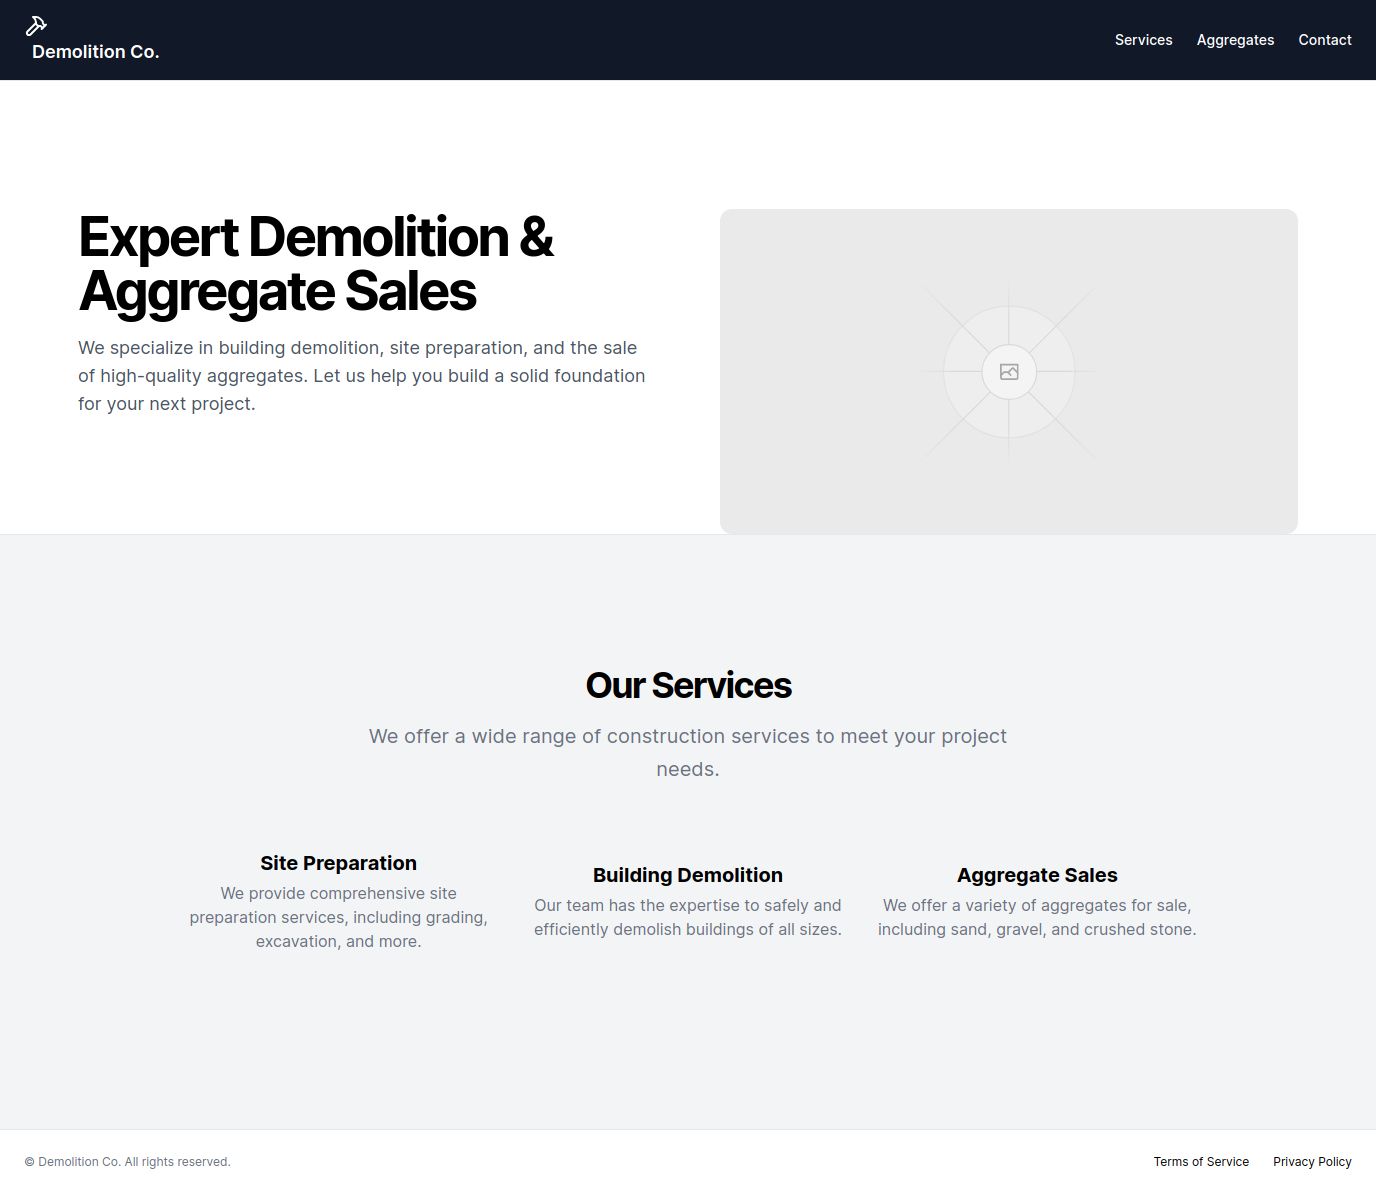 Demolition Co.
Services
Aggregates
Contact
Expert Demolition &
Aggregate Sales
We specialize in building demolition, site preparation, and the sale
of high-quality aggregates. Let us help you build a solid foundation
for your next project.
Our Services
We offer a wide range of construction services to meet your project
needs.
Site Preparation
We provide comprehensive site
preparation services, including grading,
excavation, and more.
Building Demolition
Our team has the expertise to safely and
efficiently demolish buildings of all sizes.
Aggregate Sales
We offer a variety of aggregates for sale,
including sand, gravel, and crushed stone.
© Demolition Co. All rights reserved.
Terms of Service
Privacy Policy